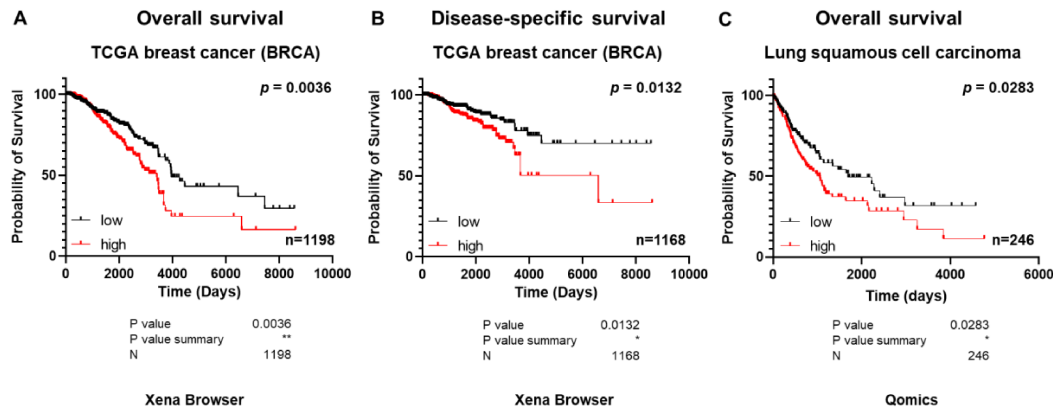 A Overall survival
TCGA breast cancer (BRCA)
p = 0.0036
Probability of Survival
100
50
0
low
high
n=1198
0 2000 4000 6000 8000 10000
Time (Days)
P value 0.0036
P value summary **
N 1198
Xena Browser
B Disease-specific survival
TCGA breast cancer (BRCA)
p = 0.0132
Probability of Survival
100
50
0
low
high
n=1168
0 2000 4000 6000 8000 10000
Time (Days)
P value 0.0132
P value summary *
N 1168
Xena Browser
C Overall survival
Lung squamous cell carcinoma
p = 0.0283
Probability of Survival
100
50
0
low
high
n=246
0 2000 4000 6000
Time (days)
P value 0.0283
P value summary *
N 246
Qomics